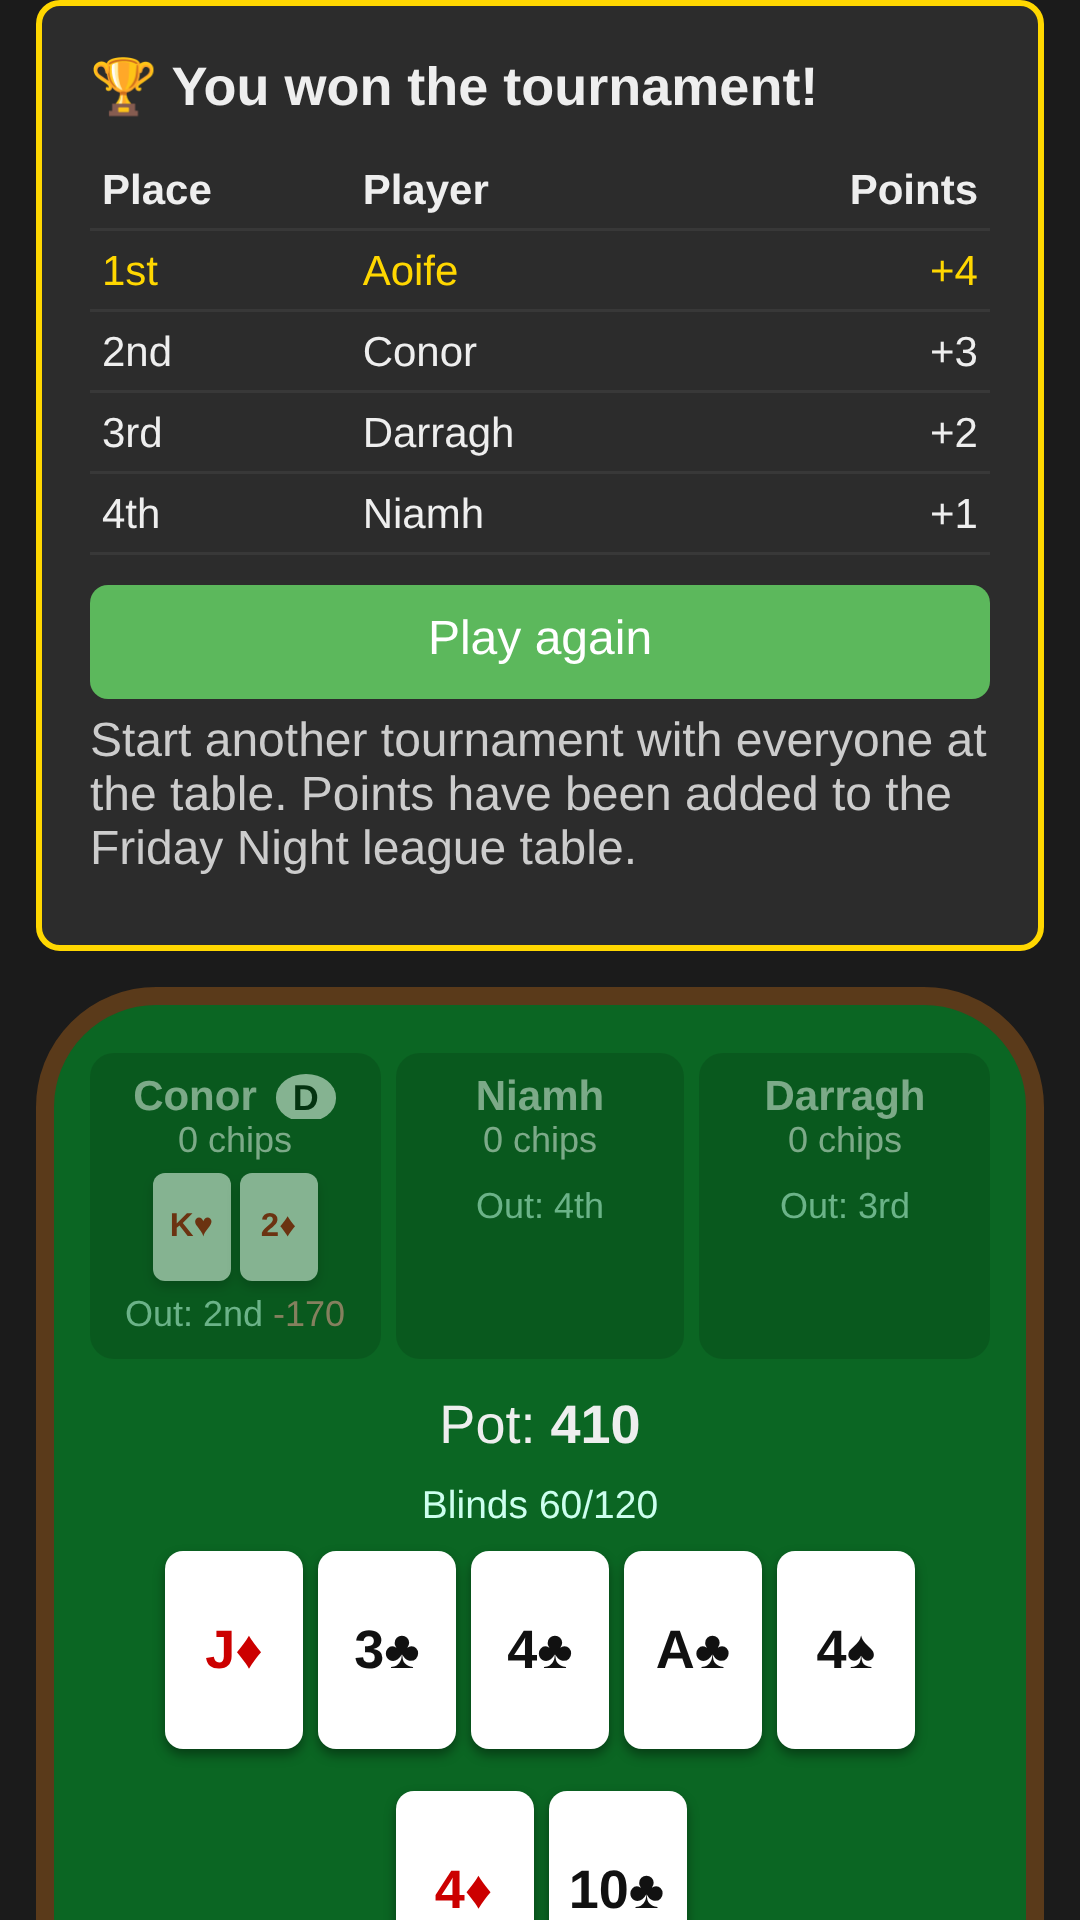 🏆 You won the tournament!
Place Player Points
1st Aoife +4
2nd Conor +3
3rd Darragh +2
4th Niamh +1
Play again
Start another tournament with everyone at
the table. Points have been added to the
Friday Night league table.
Conor D
0 chips
K♥ 2♦
Out: 2nd -170
Niamh
0 chips
Out: 4th
Darragh
0 chips
Out: 3rd
Pot: 410
Blinds 60/120
J♦ 3♣ 4♣ A♣ 4♠
4♦ 10♣